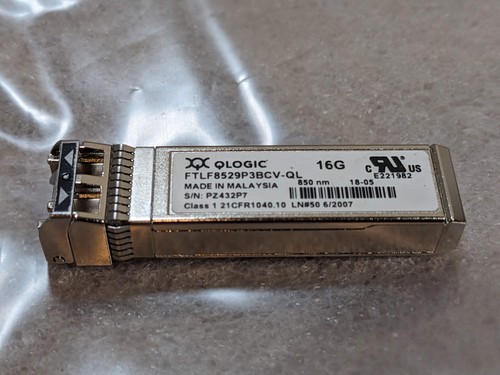 QLOGIC 16G
FTLF8529P3BCV-QL
MADE IN MALAYSIA 850 nm 18-05
S/N: PZ432P7
Class 1 21CFR1040.10 LN#50 6/2007
C RU US
E221982